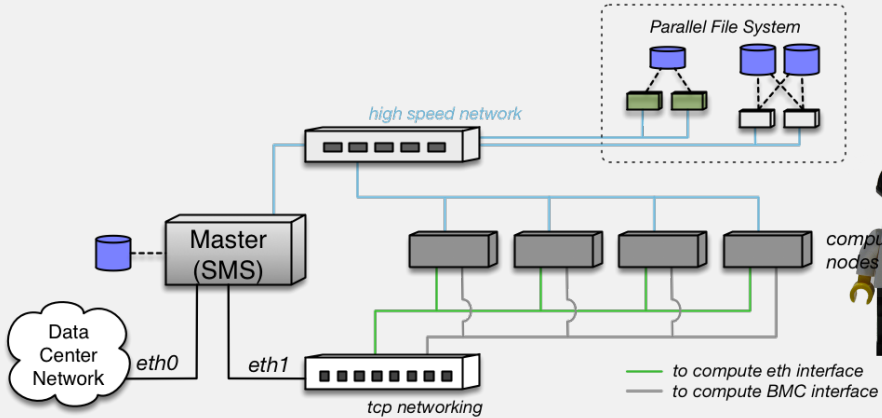 Parallel File System
high speed network
Master
(SMS)
nodes
Data
Center
Network
eth0
eth1
tcp networking
to compute eth interface
to compute BMC interface